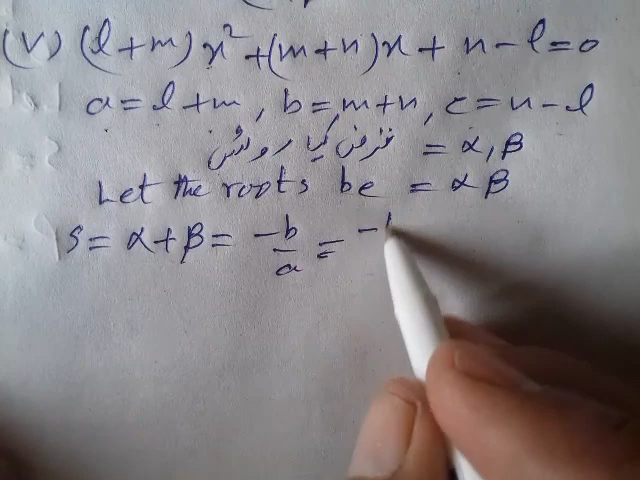 (v) (l+m)x²+(m+n)x+n-l=0
a=l+m, b=m+n, c=n-l
فرض کیا روٹس = α,β
Let the roots be = αβ
S = α+β = -b/a = -